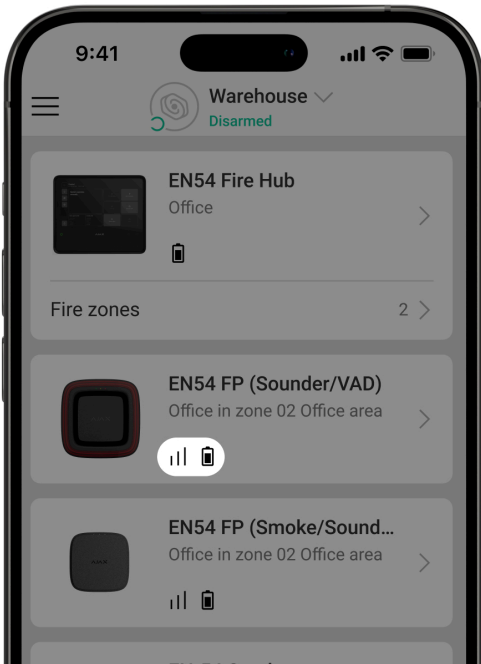 9:41
Warehouse
Disarmed
EN54 Fire Hub
Office
Fire zones
2
EN54 FP (Sounder/VAD)
Office in zone 02 Office area
EN54 FP (Smoke/Sound...
Office in zone 02 Office area